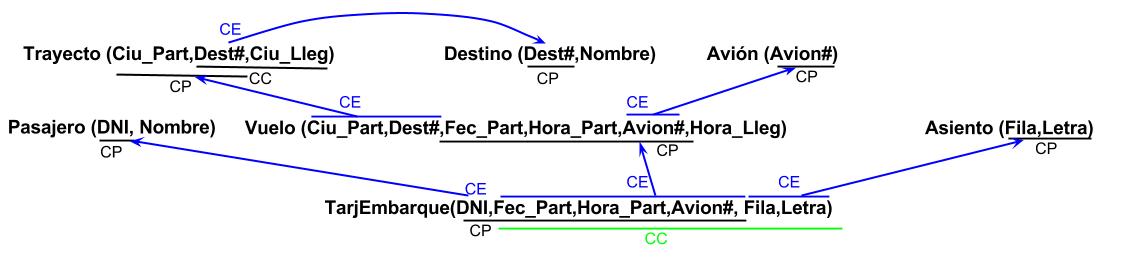 CE
Trayecto (Ciu_Part,Dest#,Ciu_Lleg) Destino (Dest#,Nombre) Avión (Avion#)
CP CC CP CP
CE CE
Pasajero (DNI, Nombre) Vuelo (Ciu_Part,Dest#,Fec_Part,Hora_Part,Avion#,Hora_Lleg) Asiento (Fila,Letra)
CP CP CP
CE CE CE
TarjEmbarque(DNI,Fec_Part,Hora_Part,Avion#, Fila,Letra)
CP CC